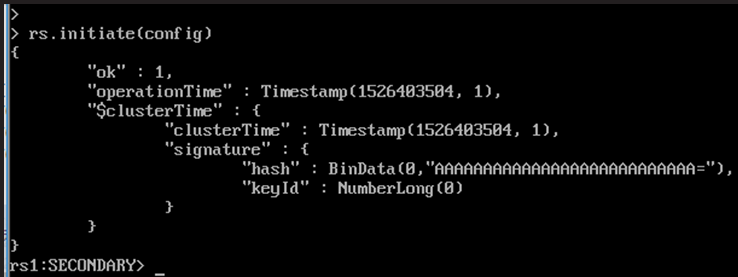 >
> rs.initiate(config)
{
        "ok" : 1,
        "operationTime" : Timestamp(1526403504, 1),
        "$clusterTime" : {
                "clusterTime" : Timestamp(1526403504, 1),
                "signature" : {
                        "hash" : BinData(0,"AAAAAAAAAAAAAAAAAAAAAAAAAAA="),
                        "keyId" : NumberLong(0)
                }
        }
}
rs1:SECONDARY> _